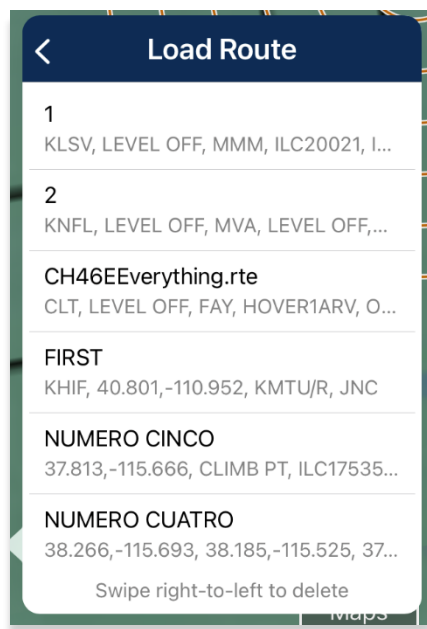 Load Route
1
KLSV, LEVEL OFF, MMM, ILC20021, I...
2
KNFL, LEVEL OFF, MVA, LEVEL OFF,...
CH46EEverything.rte
CLT, LEVEL OFF, FAY, HOVER1ARV, O...
FIRST
KHIF, 40.801,-110.952, KMTU/R, JNC
NUMERO CINCO
37.813,-115.666, CLIMB PT, ILC17535...
NUMERO CUATRO
38.266,-115.693, 38.185,-115.525, 37...
Swipe right-to-left to delete
Maps